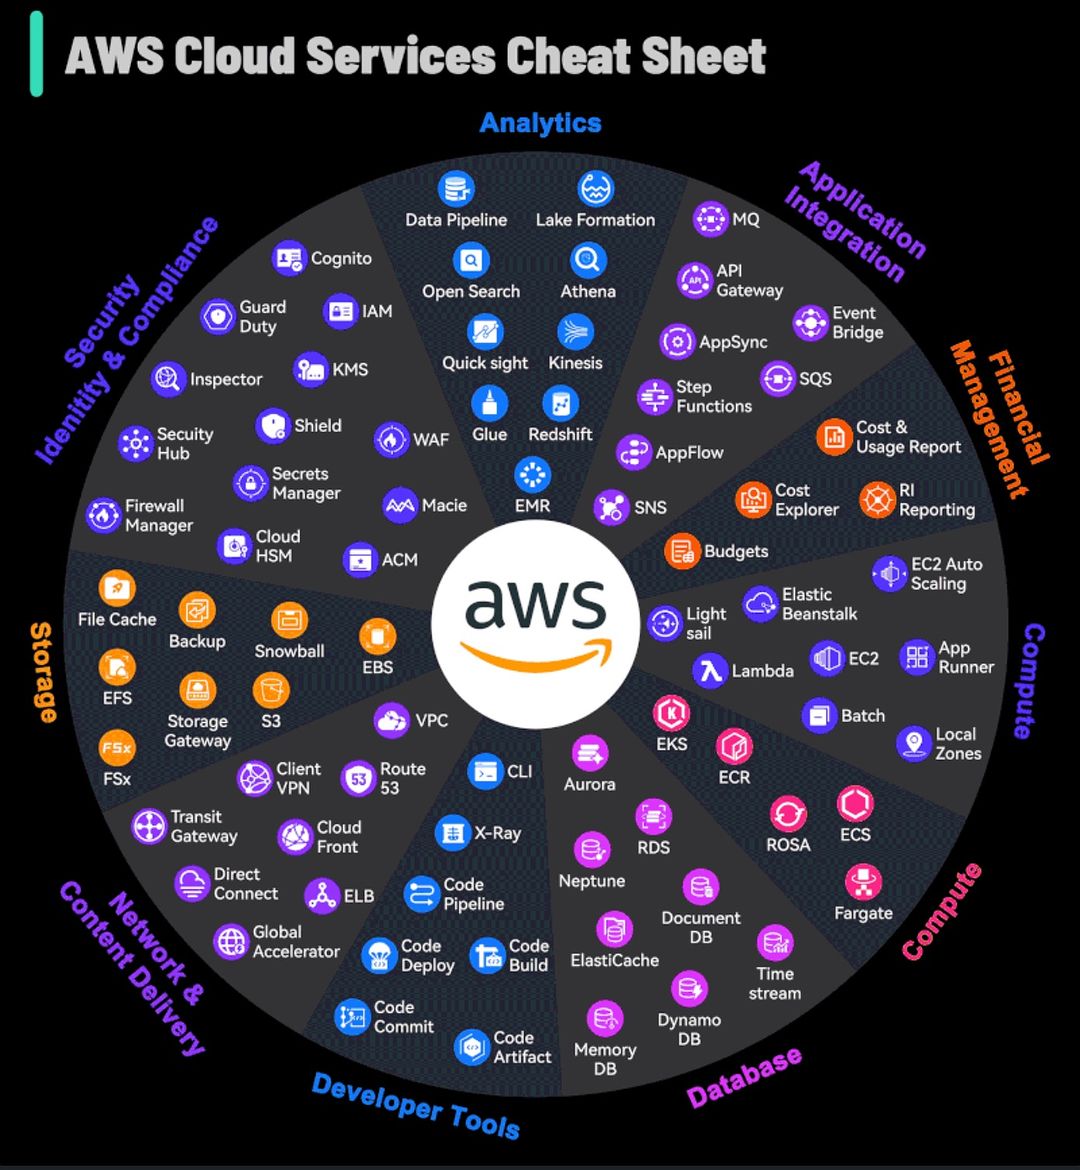 AWS Cloud Services Cheat Sheet
Analytics
Data Pipeline
Lake Formation
Open Search
Athena
Quick sight
Kinesis
Glue
Redshift
EMR
Application
Integration
MQ
API
Gateway
Event
Bridge
AppSync
SQS
Step
Functions
AppFlow
SNS
Financial
Management
Cost &
Usage Report
Cost
Explorer
RI
Reporting
Budgets
Compute
EC2 Auto
Scaling
Elastic
Beanstalk
Light
sail
EC2
App
Runner
Lambda
Batch
Local
Zones
Compute
EKS
ECR
ROSA
ECS
Fargate
Database
Aurora
RDS
Neptune
Document
DB
ElastiCache
Time
stream
Dynamo
DB
Memory
DB
Developer Tools
CLI
X-Ray
Code
Pipeline
Code
Deploy
Code
Build
Code
Commit
Code
Artifact
Network &
Content Delivery
VPC
Client
VPN
Route
53
53
Transit
Gateway
Cloud
Front
Direct
Connect
ELB
Global
Accelerator
Storage
File Cache
Backup
Snowball
EBS
EFS
Storage
Gateway
S3
FSx
FSx
Security
Idenitity & Compliance
Cognito
Guard
Duty
IAM
Inspector
KMS
Shield
WAF
Secuity
Hub
Secrets
Manager
Macie
Firewall
Manager
Cloud
HSM
ACM
aws
API